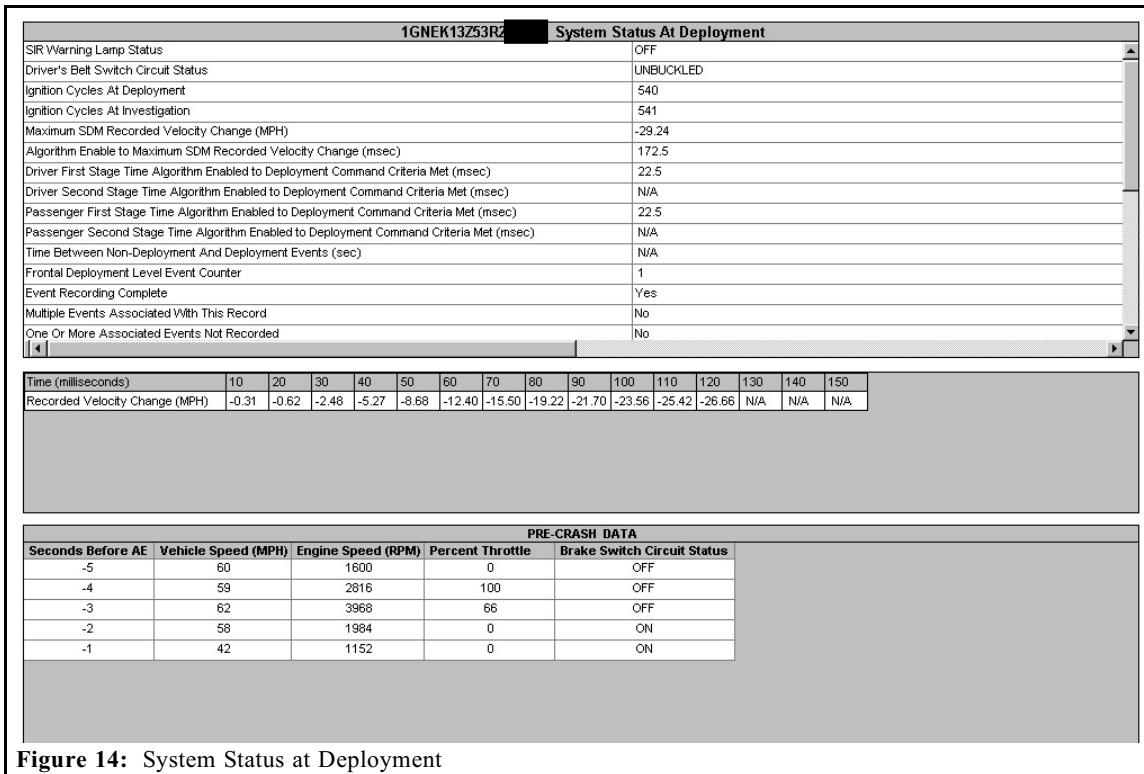 1GNEK13Z53R System Status At Deployment
SIR Warning Lamp Status OFF
Driver's Belt Switch Circuit Status UNBUCKLED
Ignition Cycles At Deployment 540
Ignition Cycles At Investigation 541
Maximum SDM Recorded Velocity Change (MPH) -29.24
Algorithm Enable to Maximum SDM Recorded Velocity Change (msec) 172.5
Driver First Stage Time Algorithm Enabled to Deployment Command Criteria Met (msec) 22.5
Driver Second Stage Time Algorithm Enabled to Deployment Command Criteria Met (msec) N/A
Passenger First Stage Time Algorithm Enabled to Deployment Command Criteria Met (msec) 22.5
Passenger Second Stage Time Algorithm Enabled to Deployment Command Criteria Met (msec) N/A
Time Between Non-Deployment And Deployment Events (sec) N/A
Frontal Deployment Level Event Counter 1
Event Recording Complete Yes
Multiple Events Associated With This Record No
One Or More Associated Events Not Recorded No
Time (milliseconds) 10 20 30 40 50 60 70 80 90 100 110 120 130 140 150
Recorded Velocity Change (MPH) -0.31 -0.62 -2.48 -5.27 -8.68 -12.40 -15.50 -19.22 -21.70 -23.56 -25.42 -26.66 N/A N/A N/A
PRE-CRASH DATA
Seconds Before AE Vehicle Speed (MPH) Engine Speed (RPM) Percent Throttle Brake Switch Circuit Status
-5 60 1600 0 OFF
-4 59 2816 100 OFF
-3 62 3968 66 OFF
-2 58 1984 0 ON
-1 42 1152 0 ON
Figure 14: System Status at Deployment